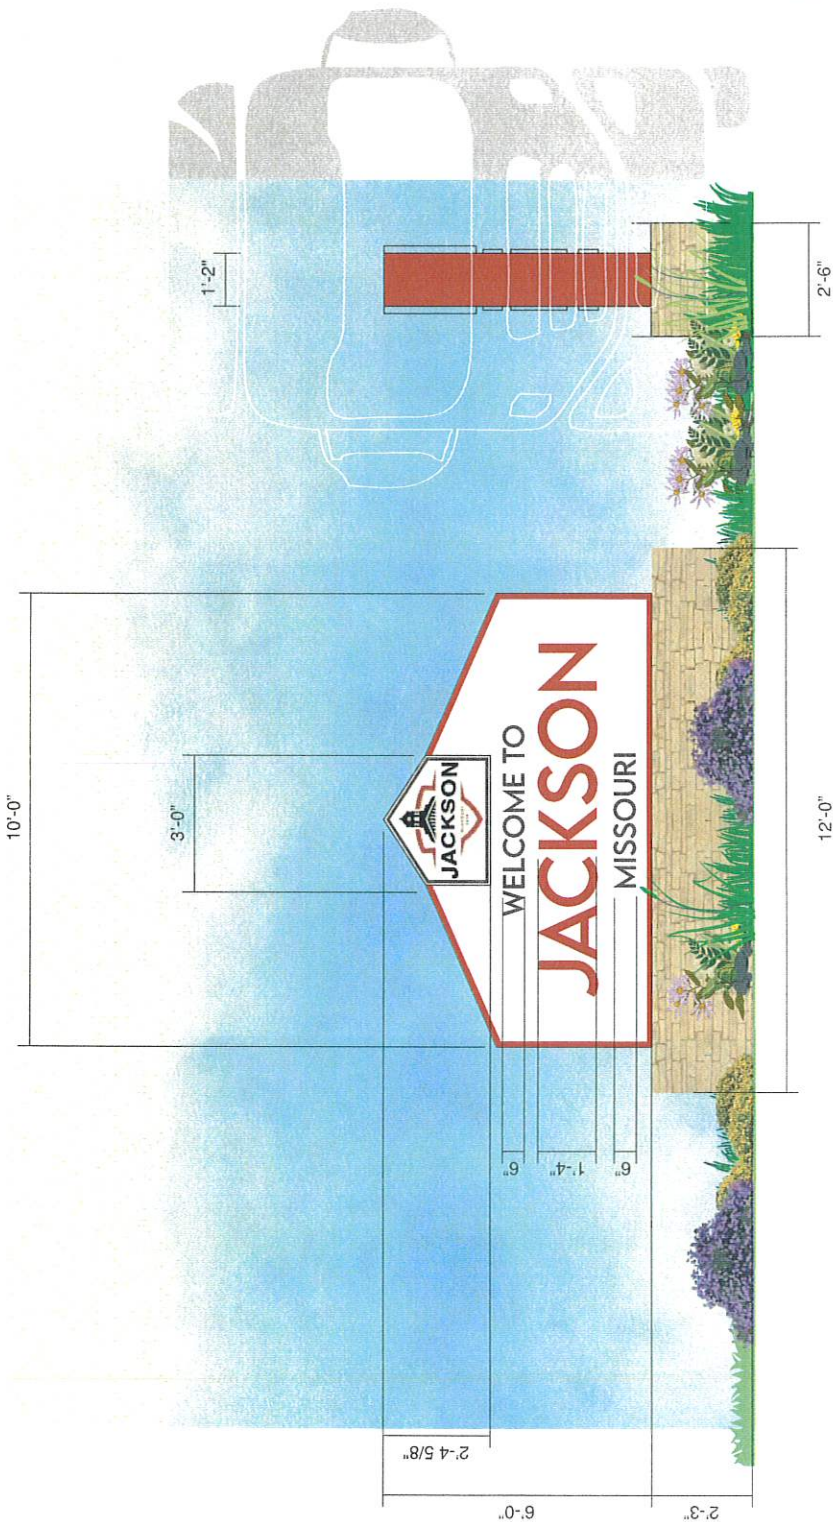 10'-0"
3'-0"
1'-2"
JACKSON
WELCOME TO
JACKSON
MISSOURI
2'-4 5/8"
6"
1'-4"
6"
6'-0"
2'-3"
12'-0"
2'-6"